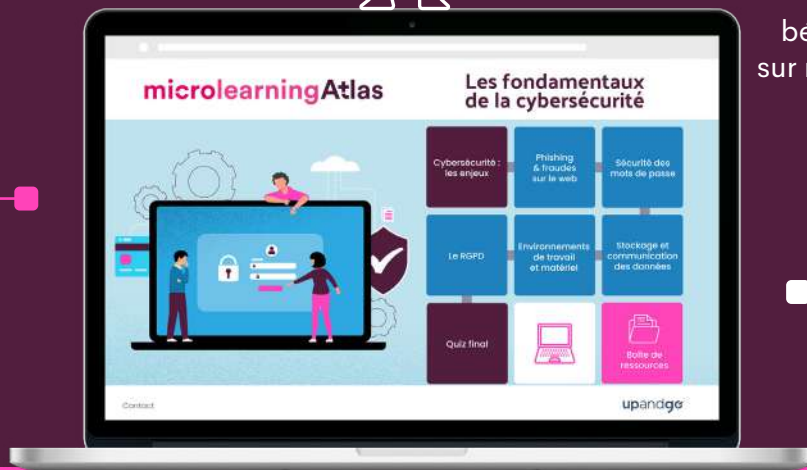 be
sur
microlearningAtlas
Les fondamentaux
de la cybersécurité
Cybersécurité :
les enjeux
Phishing
& fraudes
sur le web
Sécurité des
mots de passe
Le RGPD
Environnements
de travail
et matériel
Stockage et
communication
des données
Quiz final
Boîte de
ressources
Contact
upandgo